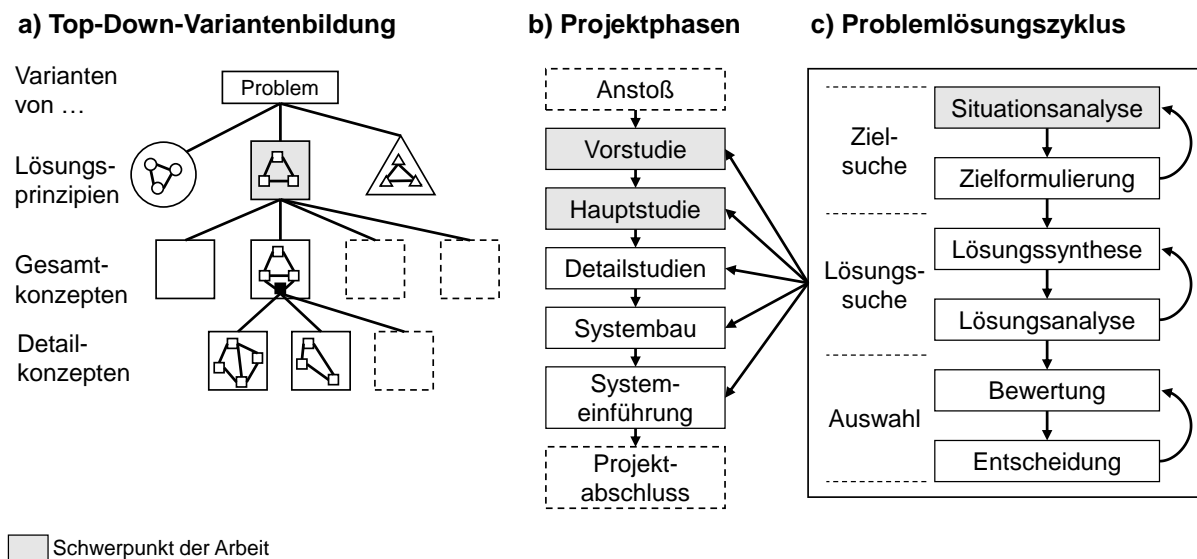 a) Top-Down-Variantenbildung
Varianten
von …
Problem
Lösungs-
prinzipien
Gesamt-
konzepten
Detail-
konzepten
b) Projektphasen
Anstoß
Vorstudie
Hauptstudie
Detailstudien
Systembau
System-
einführung
Projekt-
abschluss
c) Problemlösungszyklus
Ziel-
suche
Situationsanalyse
Zielformulierung
Lösungs-
suche
Lösungssynthese
Lösungsanalyse
Auswahl
Bewertung
Entscheidung
Schwerpunkt der Arbeit